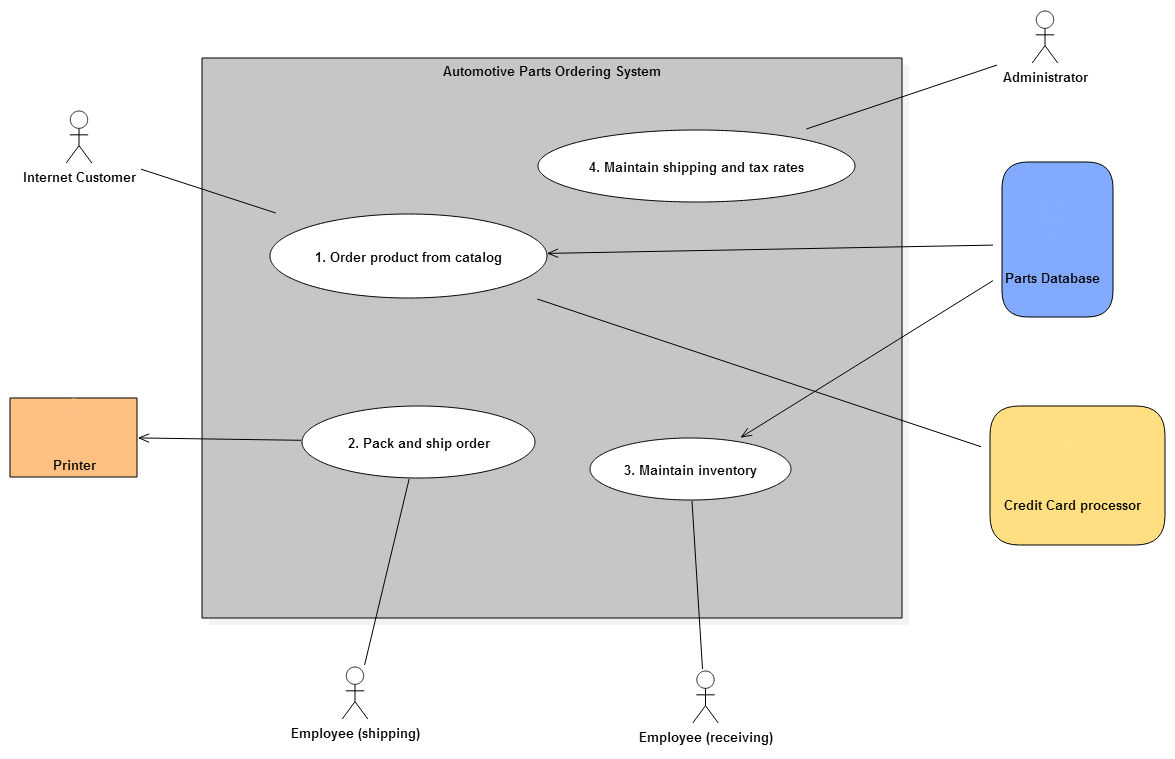 Automotive Parts Ordering System
Administrator
Internet Customer
4. Maintain shipping and tax rates
1. Order product from catalog
Parts Database
2. Pack and ship order
Printer
3. Maintain inventory
Credit Card processor
Employee (shipping)
Employee (receiving)